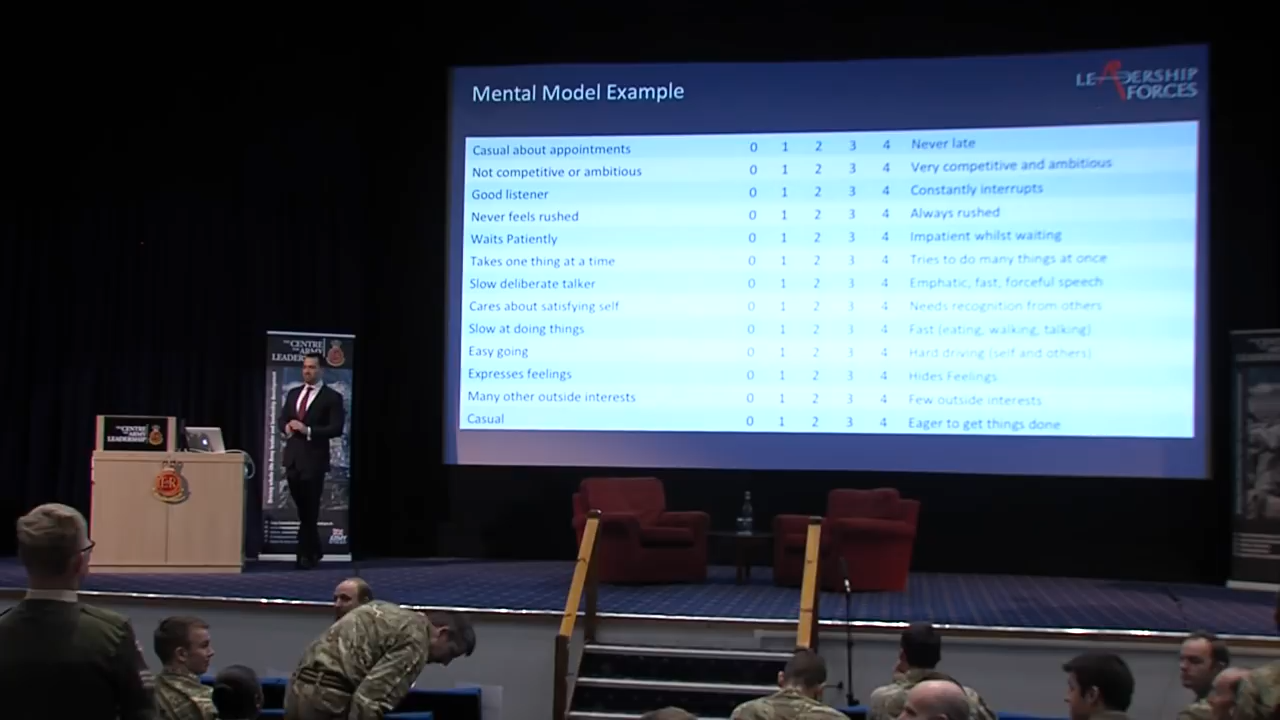 Mental Model Example
LEADERSHIP
FORCES
Casual about appointments 0 1 2 3 4 Never late
Not competitive or ambitious 0 1 2 3 4 Very competitive and ambitious
Good listener 0 1 2 3 4 Constantly interrupts
Never feels rushed 0 1 2 3 4 Always rushed
Waits Patiently 0 1 2 3 4 Impatient whilst waiting
Takes one thing at a time 0 1 2 3 4 Tries to do many things at once
Slow deliberate talker 0 1 2 3 4 Emphatic, fast, forceful speech
Cares about satisfying self 0 1 2 3 4 Needs recognition from others
Slow at doing things 0 1 2 3 4 Fast (eating, walking, talking)
Easy going 0 1 2 3 4 Hard driving (self and others)
Expresses feelings 0 1 2 3 4 Hides Feelings
Many other outside interests 0 1 2 3 4 Few outside interests
Casual 0 1 2 3 4 Eager to get things done
THE CENTRE
FOR ARMY
LEADERSHIP
THE CENTRE
FOR ARMY
LEADERSHIP
E R
ARMY